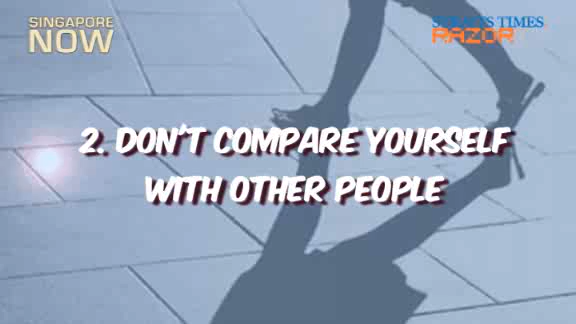 SINGAPORE
NOW
STRAITS TIMES
RAZOR
2. DON'T COMPARE YOURSELF
WITH OTHER PEOPLE